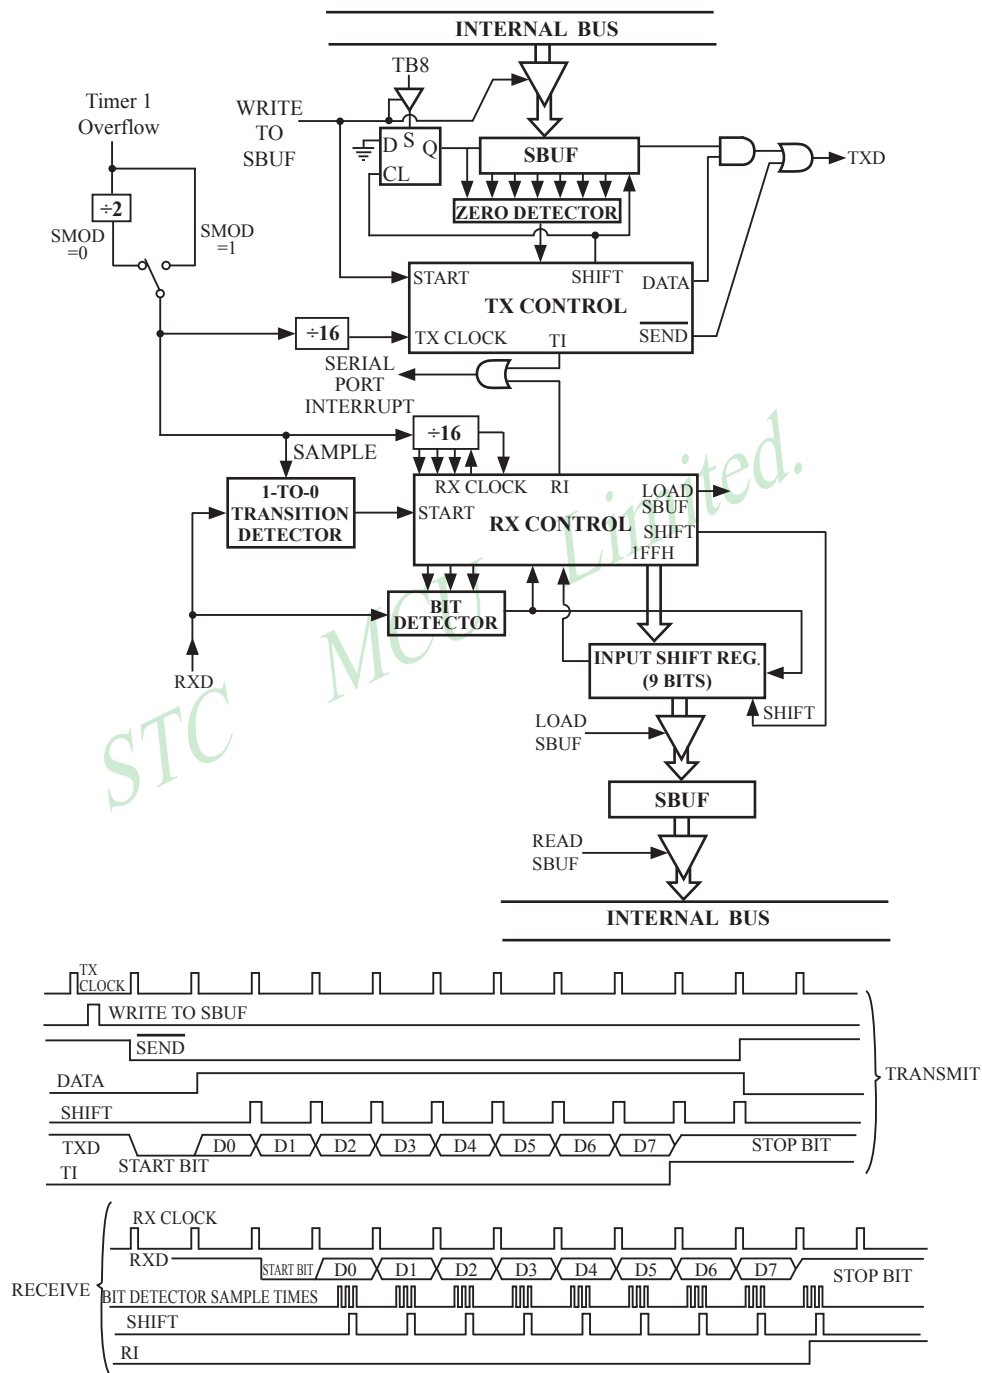 INTERNAL BUS
TB8
Timer 1
Overflow
WRITE
TO
SBUF
D S Q
CL
SBUF
TXD
÷2
ZERO DETECTOR
SMOD
=0
SMOD
=1
START
SHIFT
DATA
TX CONTROL
÷16
TX CLOCK
TI
SEND
SERIAL
PORT
INTERRUPT
÷16
SAMPLE
1-TO-0
TRANSITION
DETECTOR
RX CLOCK
RI
LOAD
SBUF
START
RX CONTROL
SHIFT
1FFH
BIT
DETECTOR
RXD
INPUT SHIFT REG.
(9 BITS)
SHIFT
LOAD
SBUF
SBUF
READ
SBUF
INTERNAL BUS
STC MCU Limited.
TX
CLOCK
WRITE TO SBUF
SEND
DATA
TRANSMIT
SHIFT
TXD
START BIT
D0 D1 D2 D3 D4 D5 D6 D7
STOP BIT
TI
RX CLOCK
RXD
START BIT
D0 D1 D2 D3 D4 D5 D6 D7
STOP BIT
RECEIVE
BIT DETECTOR SAMPLE TIMES
SHIFT
RI